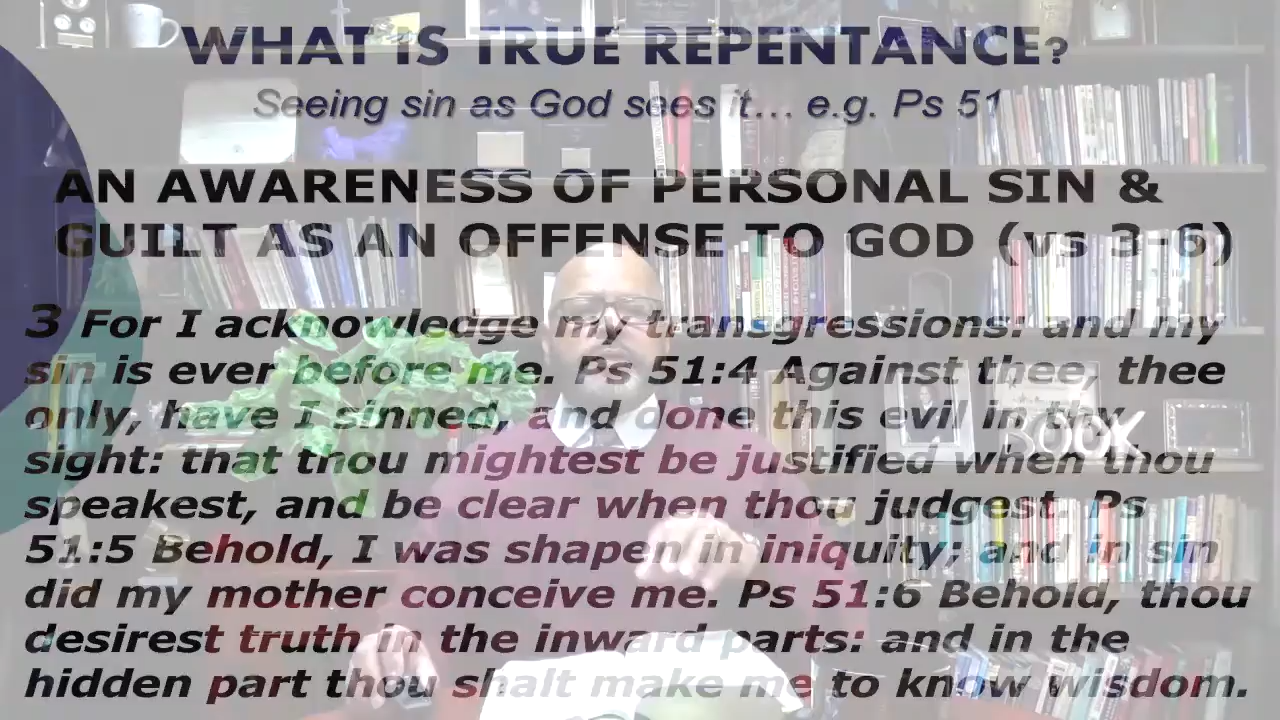 WHAT IS TRUE REPENTANCE?
Seeing sin as God sees it... e.g. Ps 51
AN AWARENESS OF PERSONAL SIN &
GUILT AS AN OFFENSE TO GOD (vs 3-6)
3 For I acknowledge my transgressions: and my
sin is ever before me. Ps 51:4 Against thee, thee
only, have I sinned, and done this evil in thy
sight: that thou mightest be justified when thou
speakest, and be clear when thou judgest. Ps
51:5 Behold, I was shapen in iniquity; and in sin
did my mother conceive me. Ps 51:6 Behold, thou
desirest truth in the inward parts: and in the
hidden part thou shalt make me to know wisdom.
BOOK